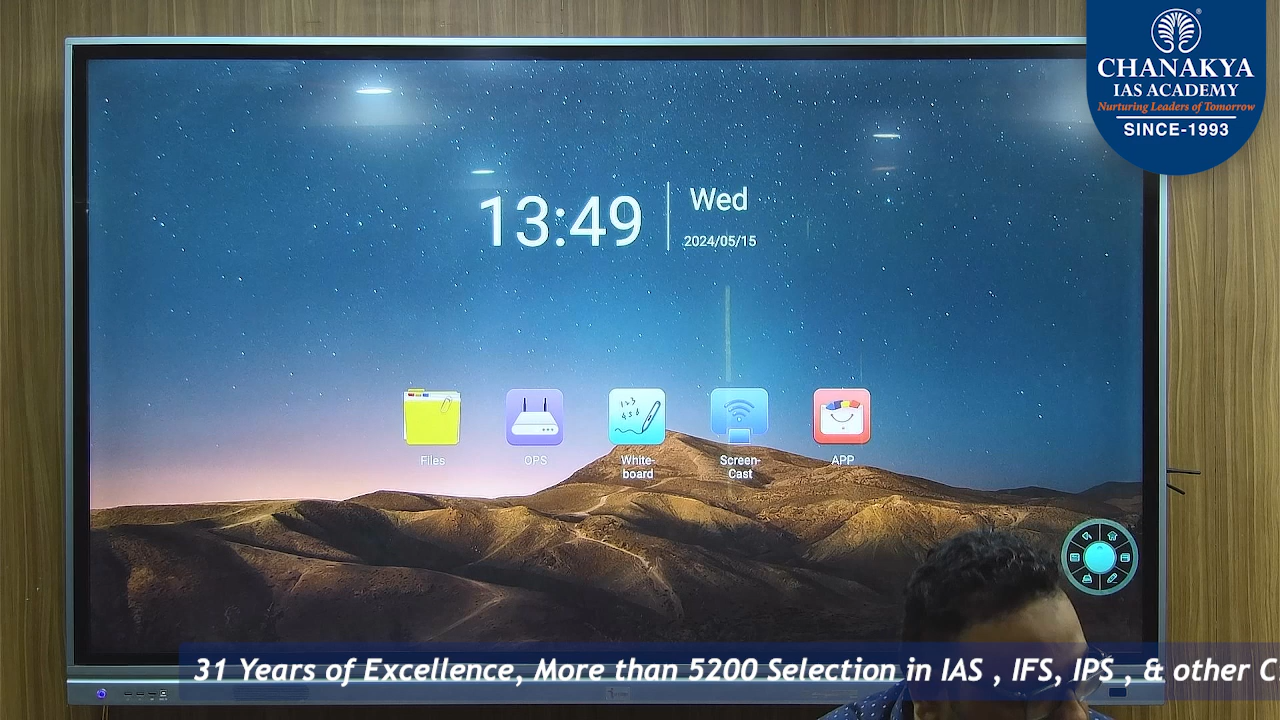 CHANAKYA
IAS ACADEMY
Nurturing Leaders of Tomorrow
SINCE-1993
13:49
Wed
2024/05/15
Files
OPS
White-
board
Screen-
Cast
APP
31 Years of Excellence, More than 5200 Selection in IAS , IFS, IPS , & other C